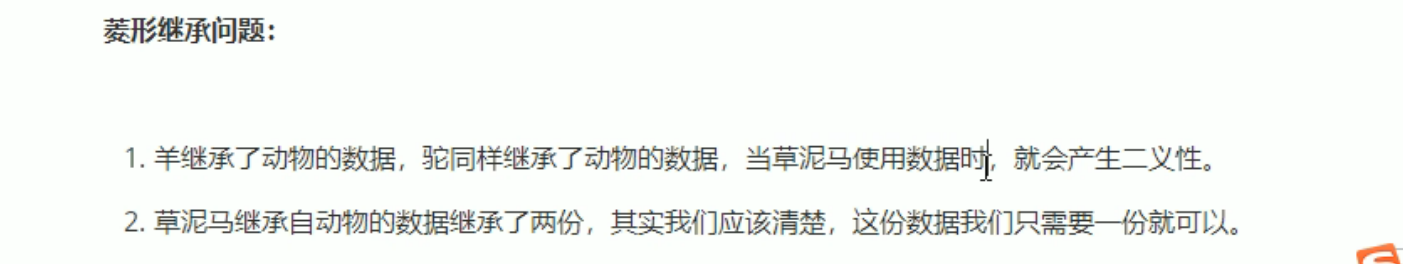 菱形继承问题：
1. 羊继承了动物的数据，驼同样继承了动物的数据，当草泥马使用数据时，就会产生二义性。
2. 草泥马继承自动物的数据继承了两份，其实我们应该清楚，这份数据我们只需要一份就可以。